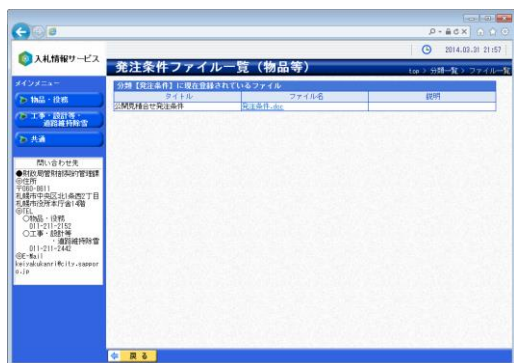 2014.03.31 21:57
入札情報サービス
発注条件ファイル一覧（物品等）
top > 分類一覧 > ファイル一覧
メインメニュー
物品・役務
工事・設計等・
道路維持除雪
共通
分類【発注条件】に現在登録されているファイル
タイトル ファイル名 説明
公開見積合せ発注条件 発注条件.doc
問い合わせ先
●財政局管財部契約管理課
◎住所
〒060-8611
札幌市中央区北1条西2丁目
札幌市役所本庁舎14階
◎TEL
○物品・役務
011-211-2152
○工事・設計等
・道路維持除雪
011-211-2442
◎E-Mail
keiyakukanri@city.sappor
o.jp
戻る